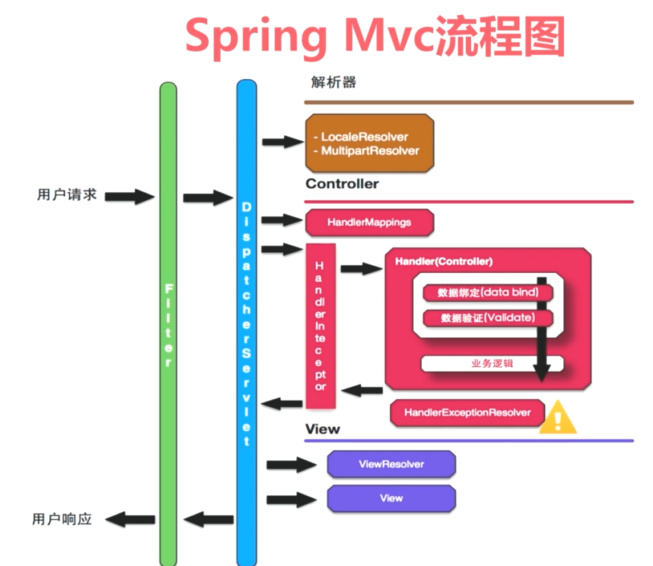 Spring Mvc流程图
解析器
- LocaleResolver
- MultipartResolver
Controller
用户请求
HandlerMappings
Filter
DispatcherServlet
HandlerInteceptor
Handler(Controller)
数据绑定(data bind)
数据验证(Validate)
业务逻辑
HandlerExceptionResolver
View
ViewResolver
View
用户响应